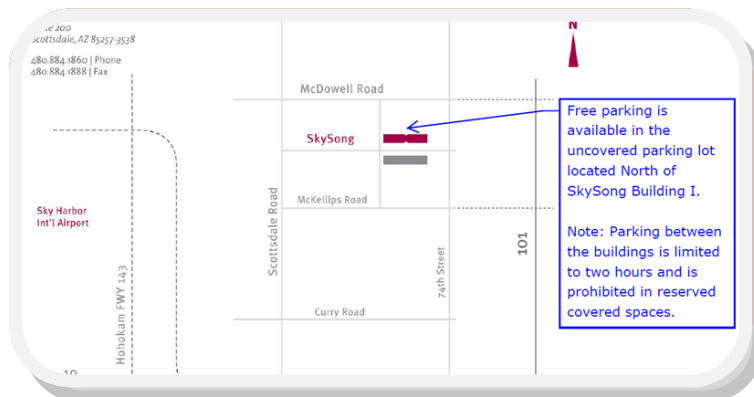 200
Scottsdale, AZ 85257-3538
480.884.1860 | Phone
480.884.1888 | Fax
N
McDowell Road
SkySong
McKellips Road
Sky Harbor
Int'l Airport
Scottsdale Road
74th Street
101
Hohokam FWY 143
Curry Road
10
Free parking is
available in the
uncovered parking lot
located North of
SkySong Building I.
Note: Parking between
the buildings is limited
to two hours and is
prohibited in reserved
covered spaces.